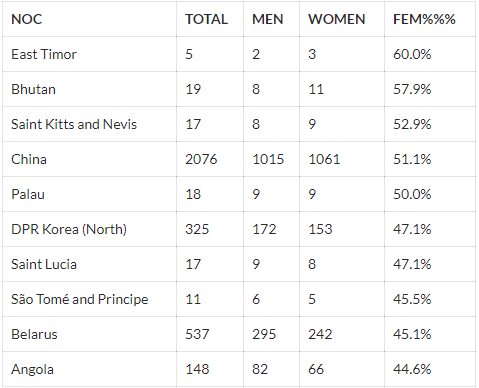 NOC TOTAL MEN WOMEN FEM%%%
East Timor 5 2 3 60.0%
Bhutan 19 8 11 57.9%
Saint Kitts and Nevis 17 8 9 52.9%
China 2076 1015 1061 51.1%
Palau 18 9 9 50.0%
DPR Korea (North) 325 172 153 47.1%
Saint Lucia 17 9 8 47.1%
São Tomé and Principe 11 6 5 45.5%
Belarus 537 295 242 45.1%
Angola 148 82 66 44.6%